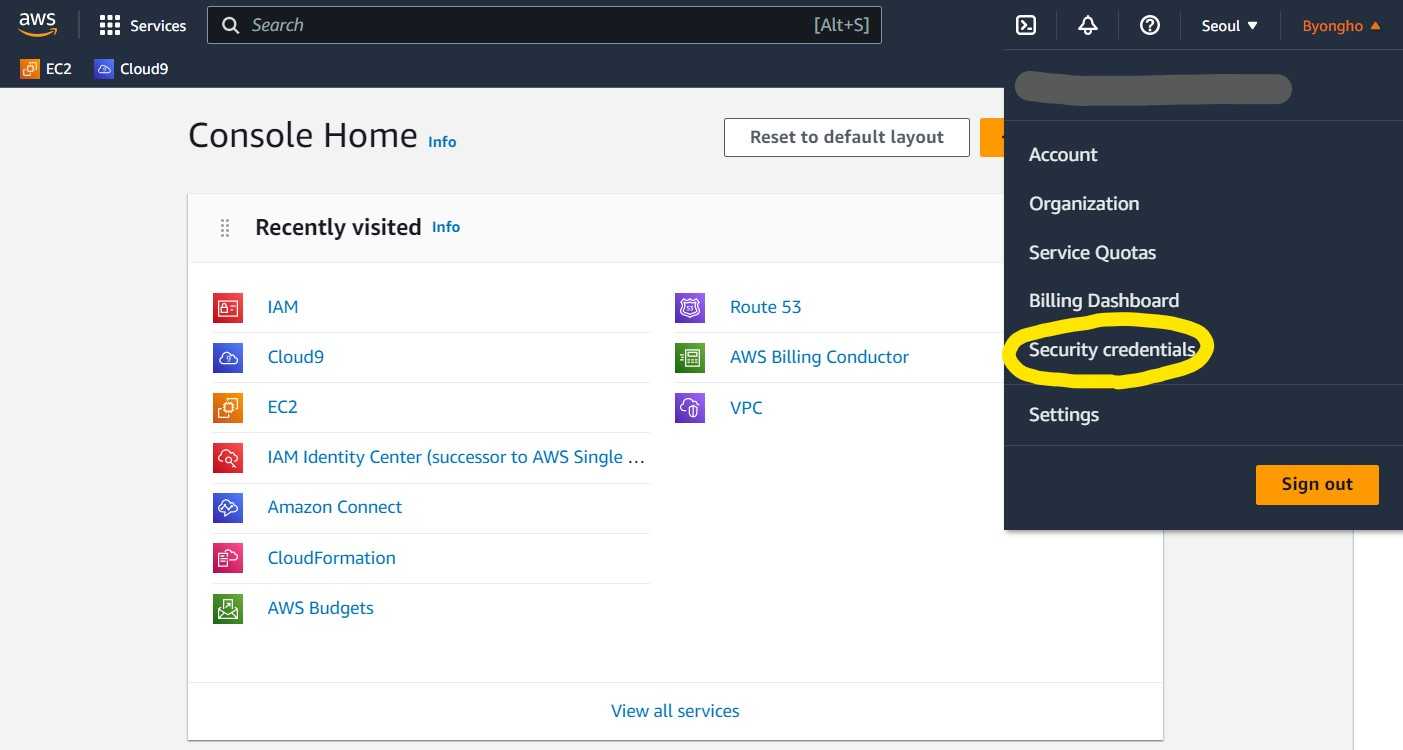 aws
Services
Search [Alt+S]
Seoul
Byongho
EC2
Cloud9
Console Home Info
Reset to default layout
Account
Organization
Service Quotas
Billing Dashboard
Security credentials
Settings
Sign out
Recently visited Info
IAM
Cloud9
EC2
IAM Identity Center (successor to AWS Single ...
Amazon Connect
CloudFormation
AWS Budgets
Route 53
AWS Billing Conductor
VPC
View all services